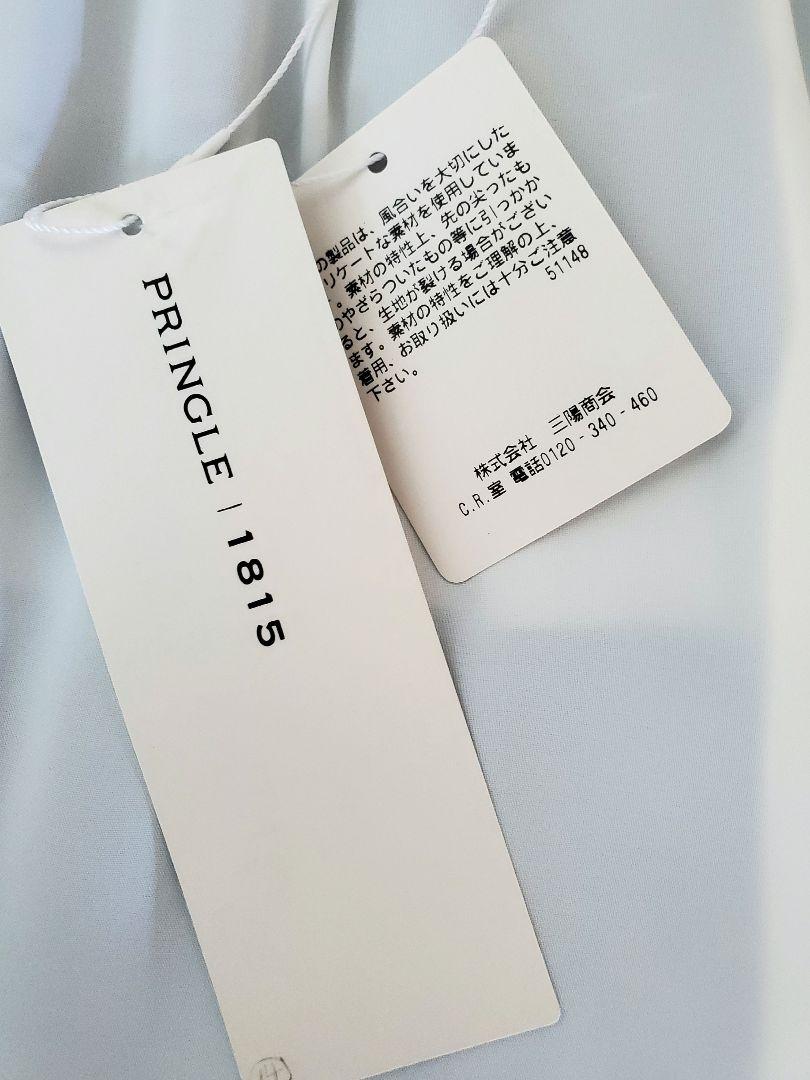 PRINGLE | 1815
の製品は、風合いを大切にした
リケートな素材を使用していま
。素材の特性上、先の尖ったも
のやざらついたもの等に引っかか
ると、生地が裂ける場合がござい
ます。素材の特性をご理解の上、
着用、お取り扱いには十分ご注意
下さい。
51148
株式会社 三陽商会
C.R.室 電話0120-340-460